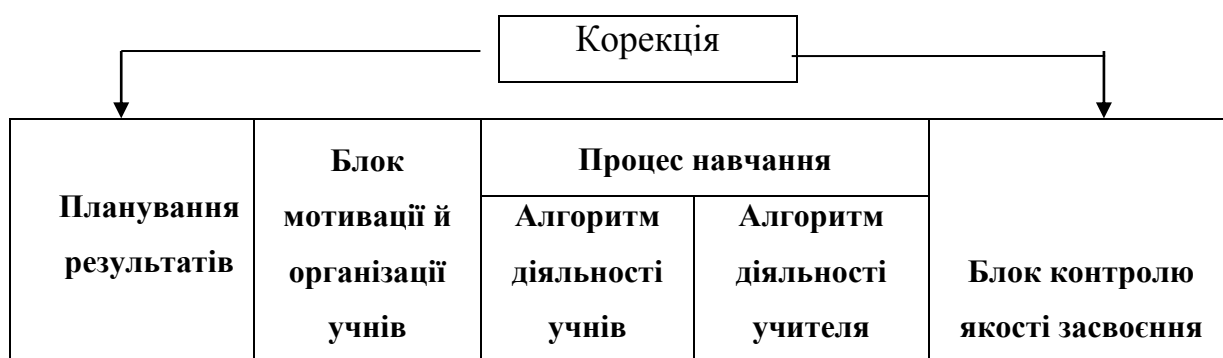 Корекція
Планування
результатів
Блок
мотивації й
організації
учнів
Процес навчання
Алгоритм
діяльності
учнів
Алгоритм
діяльності
учителя
Блок контролю
якості засвоєння